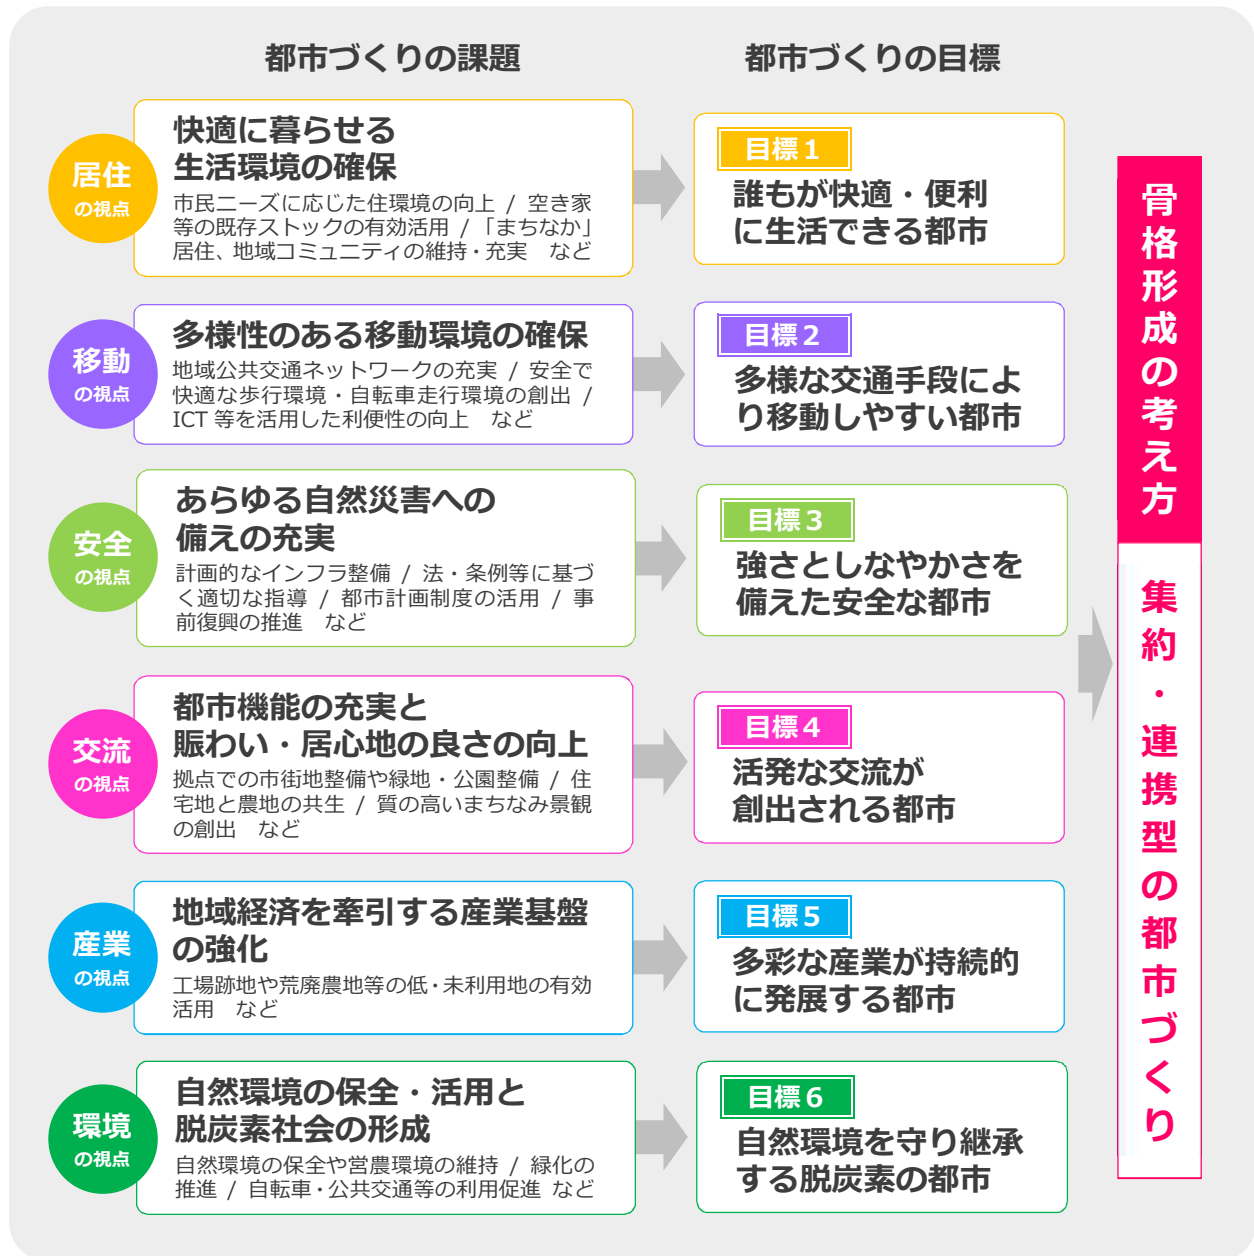 都市づくりの課題
都市づくりの目標
居住
の視点
快適に暮らせる
生活環境の確保
市民ニーズに応じた住環境の向上 / 空き家
等の既存ストックの有効活用 / 「まちなか」
居住、地域コミュニティの維持・充実　など
目標1
誰もが快適・便利
に生活できる都市
移動
の視点
多様性のある移動環境の確保
地域公共交通ネットワークの充実 / 安全で
快適な歩行環境・自転車走行環境の創出 /
ICT 等を活用した利便性の向上　など
目標2
多様な交通手段によ
り移動しやすい都市
安全
の視点
あらゆる自然災害への
備えの充実
計画的なインフラ整備 / 法・条例等に基づ
く適切な指導 / 都市計画制度の活用 / 事
前復興の推進　など
目標3
強さとしなやかさを
備えた安全な都市
交流
の視点
都市機能の充実と
賑わい・居心地の良さの向上
拠点での市街地整備や緑地・公園整備 / 住
宅地と農地の共生 / 質の高いまちなみ景観
の創出　など
目標4
活発な交流が
創出される都市
産業
の視点
地域経済を牽引する産業基盤
の強化
工場跡地や荒廃農地等の低・未利用地の有効
活用　など
目標5
多彩な産業が持続的
に発展する都市
環境
の視点
自然環境の保全・活用と
脱炭素社会の形成
自然環境の保全や営農環境の維持 / 緑化の
推進 / 自転車・公共交通等の利用促進 など
目標6
自然環境を守り継承
する脱炭素の都市
骨格形成の考え方
集約・連携型の都市づくり